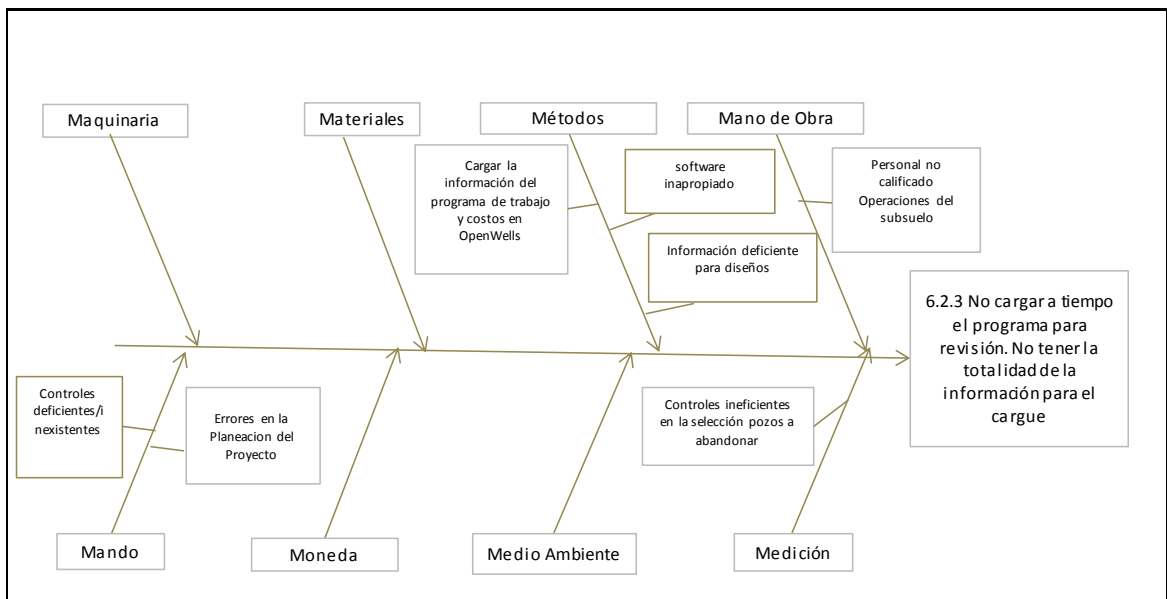 Maquinaria
Materiales
Métodos
Mano de Obra
Cargar la
información del
programa de trabajo
y costos en
OpenWells
software
inapropiado
Información deficiente
para diseños
Personal no
calificado
Operaciones del
subsuelo
6.2.3 No cargar a tiempo
el programa para
revisión. No tener la
totalidad de la
información para el
cargue
Controles
deficientes/i
nexistentes
Errores en la
Planeacion del
Proyecto
Controles ineficientes
en la selección pozos a
abandonar
Mando
Moneda
Medio Ambiente
Medición